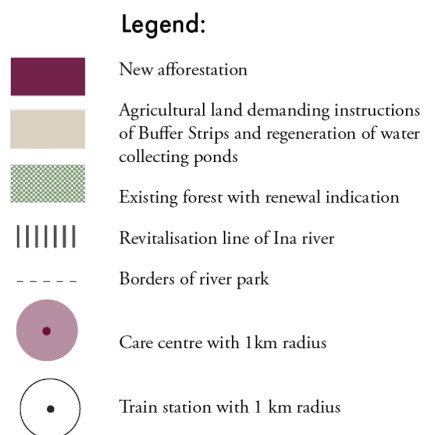 Legend:
New afforestation
Agricultural land demanding instructions
of Buffer Strips and regeneration of water
collecting ponds
Existing forest with renewal indication
Revitalisation line of Ina river
Borders of river park
Care centre with 1km radius
Train station with 1 km radius